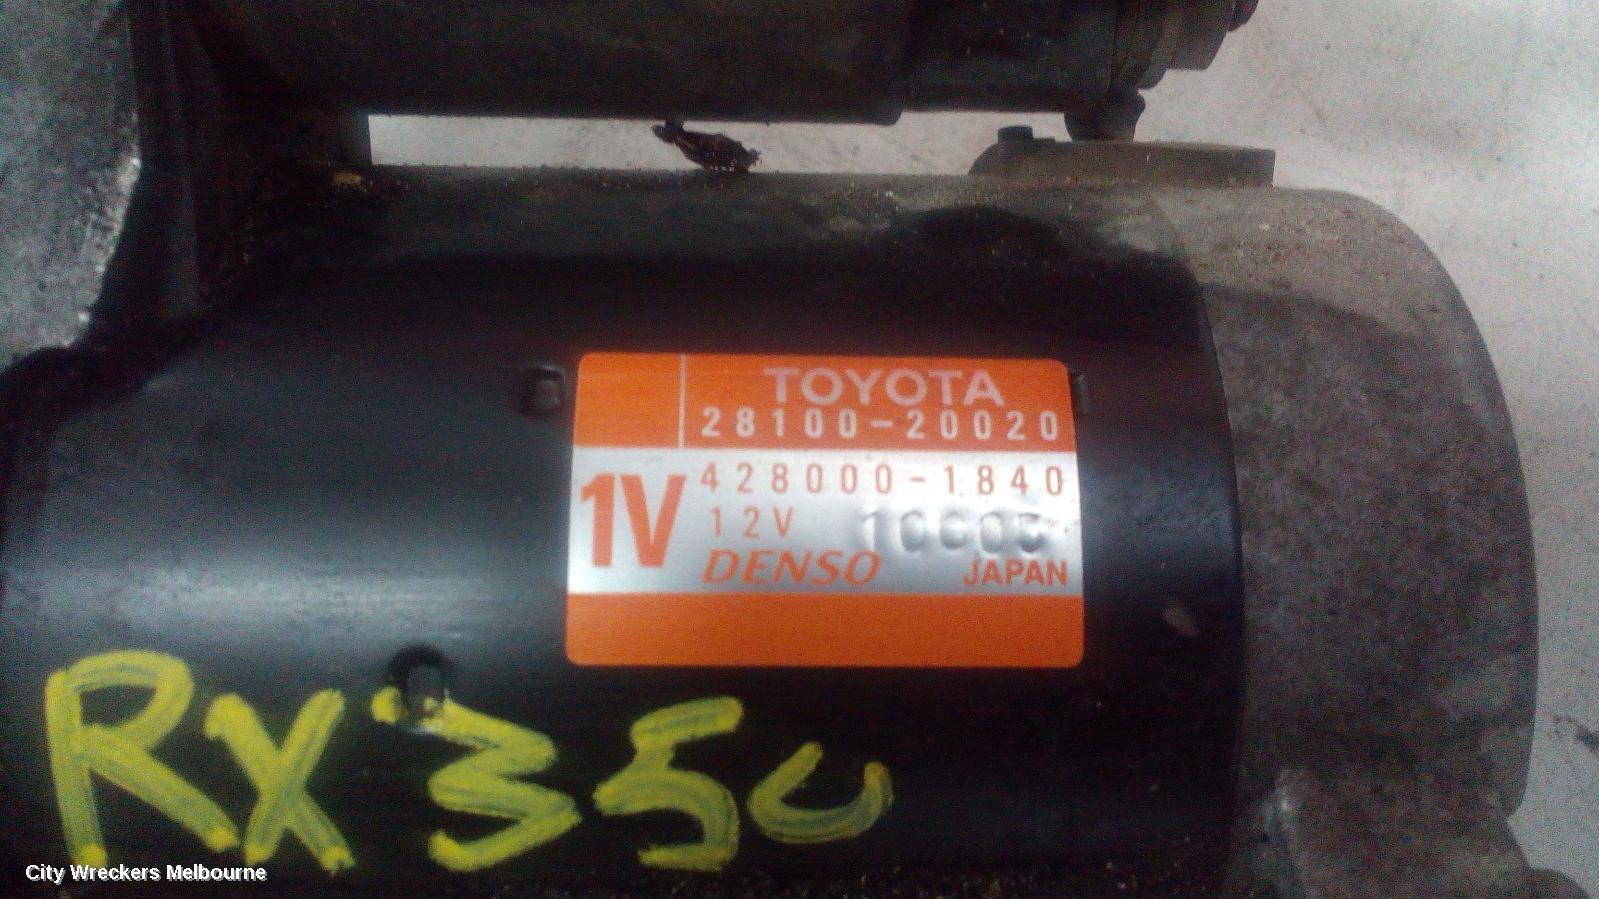 TOYOTA
28100-20020
1V
428000-1840
12V
DENSO
JAPAN
RX350
City Wreckers Melbourne